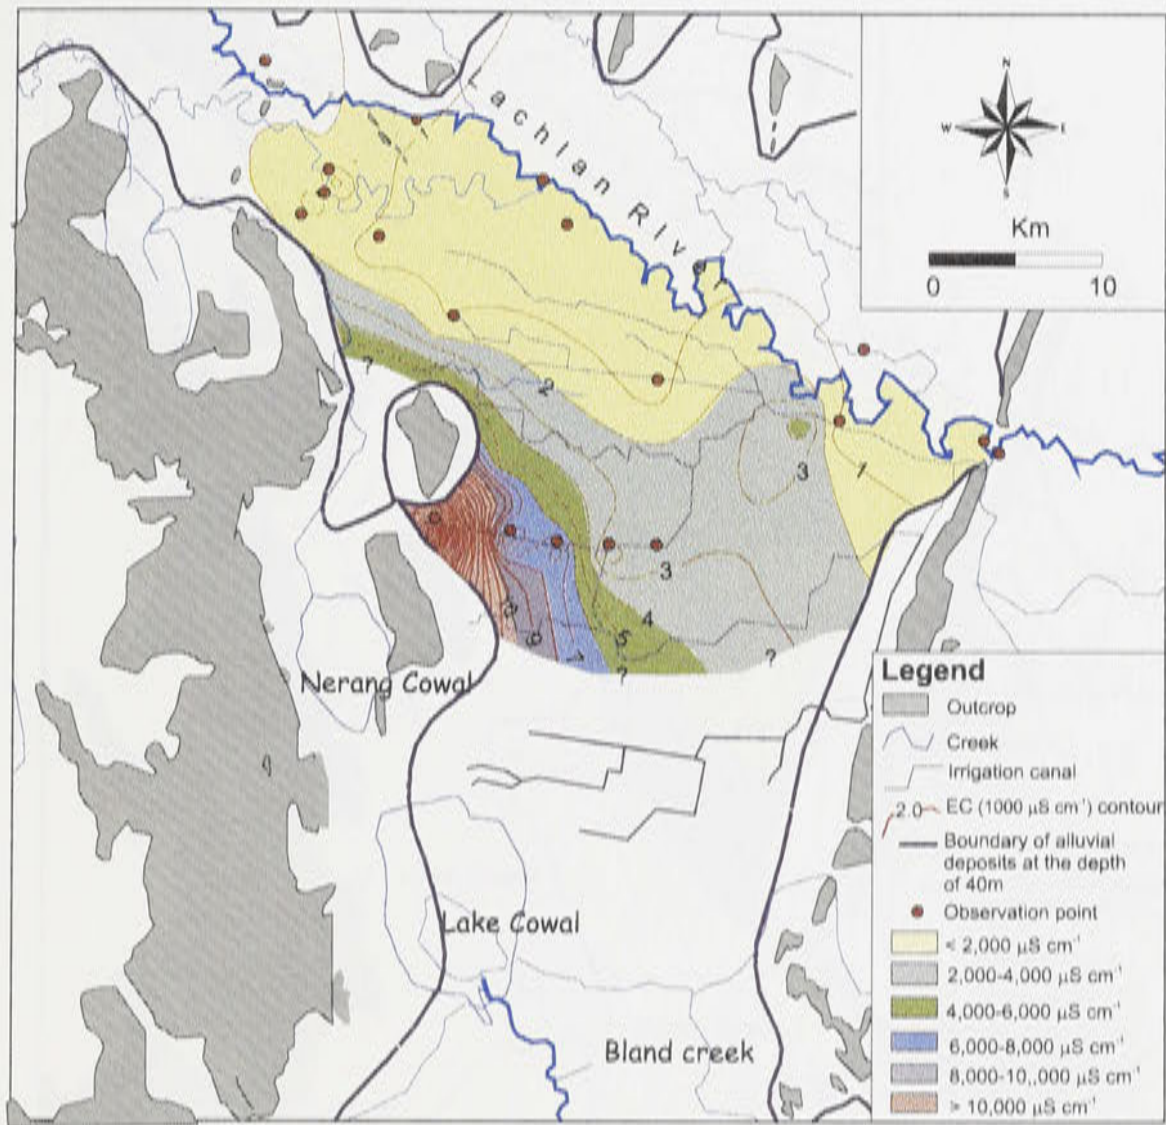 N
W
E
S
Km
0 10
Lachlan River
?
2
3
1
3
4
5
?
?
9
8
7
Nerang Cowal
Lake Cowal
Bland creek
Legend
Outcrop
Creek
Irrigation canal
2.0 EC (1000 µS cm⁻¹) contour
Boundary of alluvial
deposits at the depth
of 40m
Observation point
< 2,000 µS cm⁻¹
2,000-4,000 µS cm⁻¹
4,000-6,000 µS cm⁻¹
6,000-8,000 µS cm⁻¹
8,000-10,,000 µS cm⁻¹
> 10,000 µS cm⁻¹